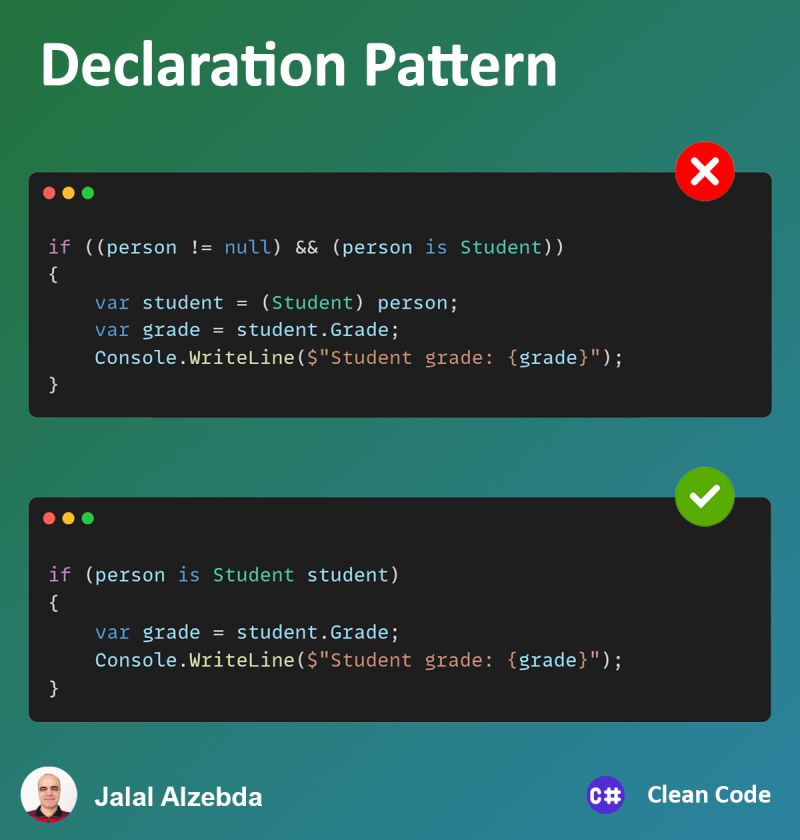 Declaration Pattern
if ((person != null) && (person is Student))
{
    var student = (Student) person;
    var grade = student.Grade;
    Console.WriteLine($"Student grade: {grade}");
}
if (person is Student student)
{
    var grade = student.Grade;
    Console.WriteLine($"Student grade: {grade}");
}
Jalal Alzebda
C# Clean Code